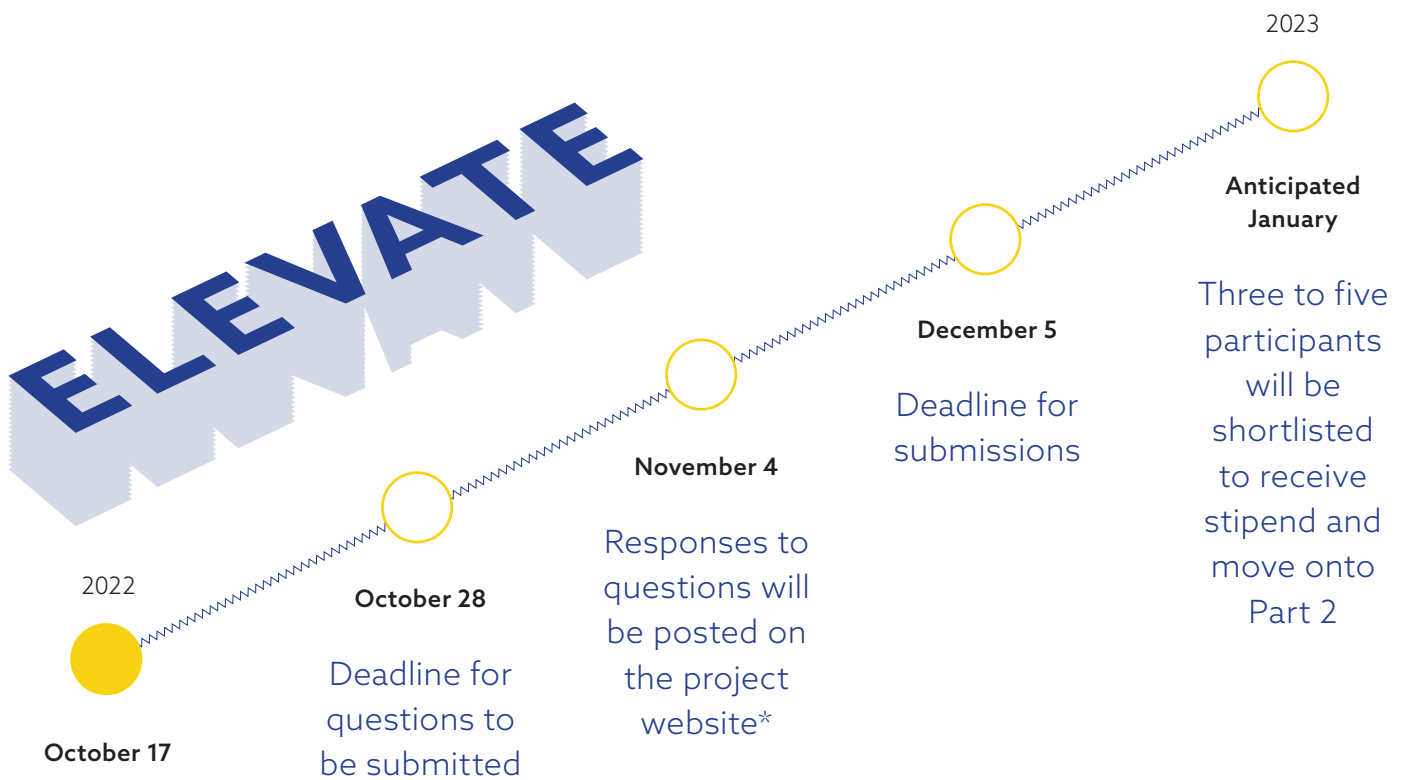 ELEVATE
2022
October 17
October 28
Deadline for
questions to
be submitted
November 4
Responses to
questions will
be posted on
the project
website*
December 5
Deadline for
submissions
2023
Anticipated
January
Three to five
participants
will be
shortlisted
to receive
stipend and
move onto
Part 2